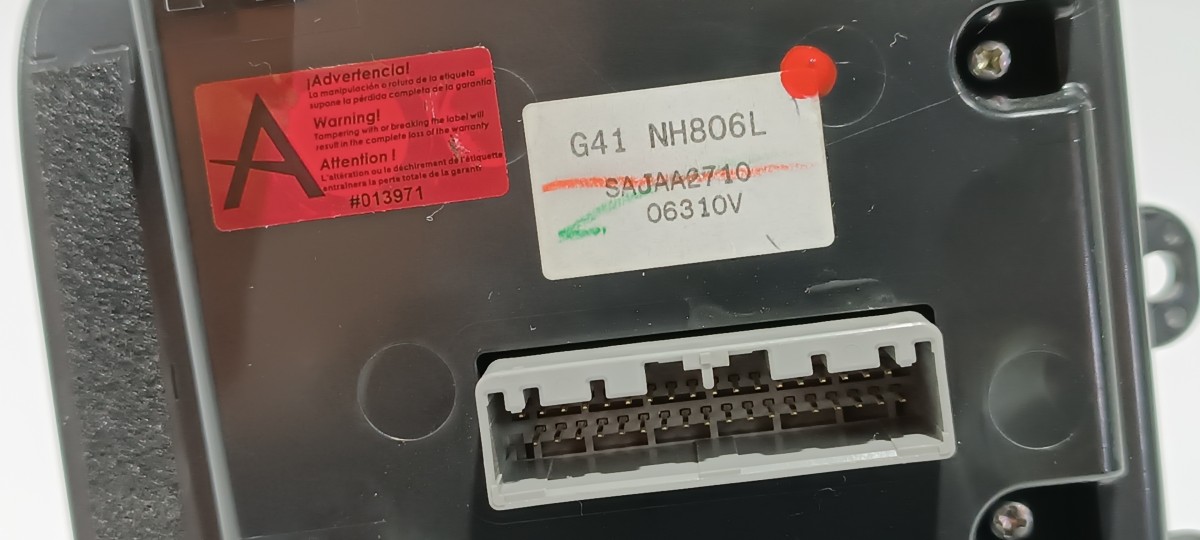 A
¡Advertencia!
La manipulación o rotura de la etiqueta
supone la pérdida completa de la garantía
Warning!
Tampering with or breaking the label will
result in the complete loss of the warranty
Attention !
L'altération ou le déchirement de l'étiquette
entraînera la perte totale de la garantie
#013971
G41 NH806L
SAJAA2710
06310V